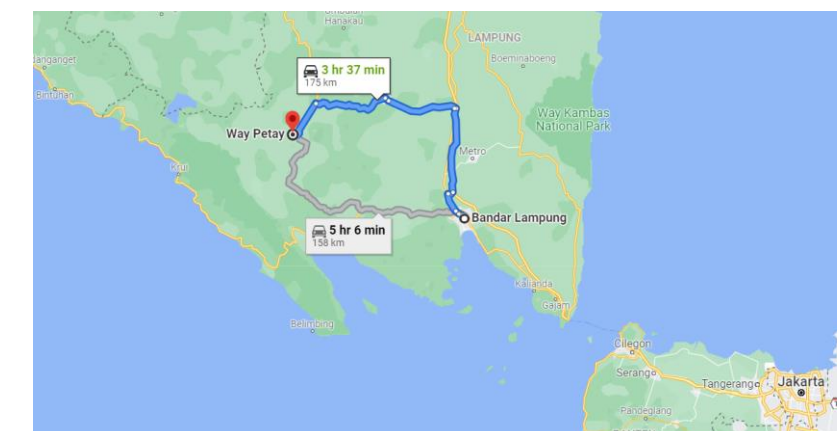 Hanakau
LAMPUNG
Boeminaboeng
3 hr 37 min
175 km
Bintuhan
Way Kambas
National Park
Way Petay
Metro
Krui
Bandar Lampung
5 hr 6 min
158 km
Kalianda
Gajam
Belimbing
Cilegon
Serang
Tangerang
Jakarta
Pandeglang